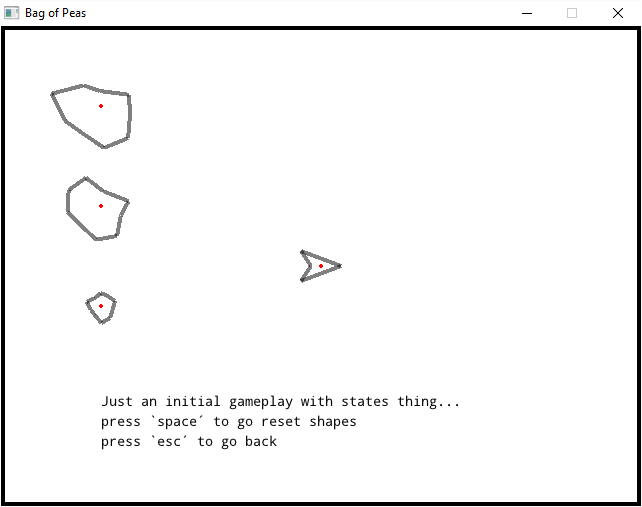 Bag of Peas
Just an initial gameplay with states thing...
press `space´ to go reset shapes
press `esc´ to go back